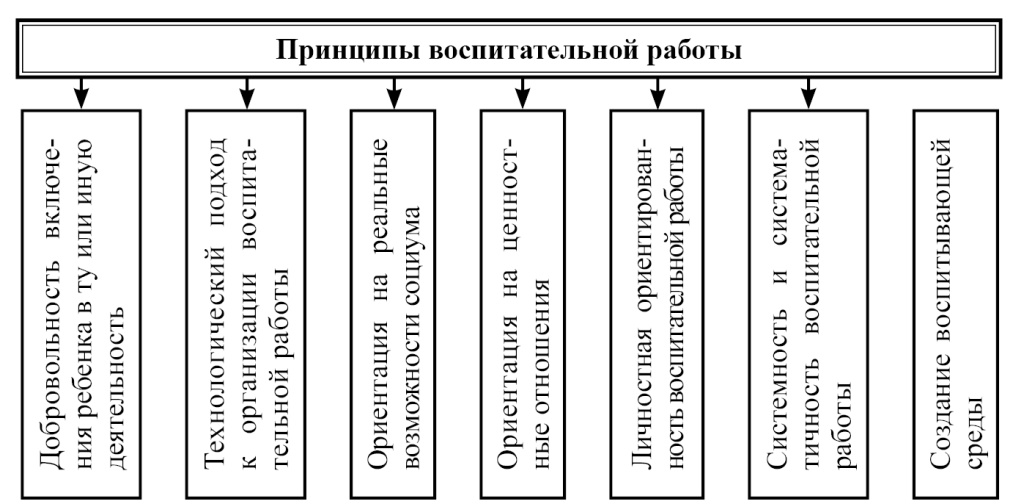 Принципы воспитательной работы
Добровольность включе-
ния ребенка в ту или иную
деятельность
Технологический подход
к организации воспита-
тельной работы
Ориентация на реальные
возможности социума
Ориентация на ценност-
ные отношения
Личностная ориентирован-
ность воспитательной работы
Системность и система-
тичность воспитательной
работы
Создание воспитывающей
среды